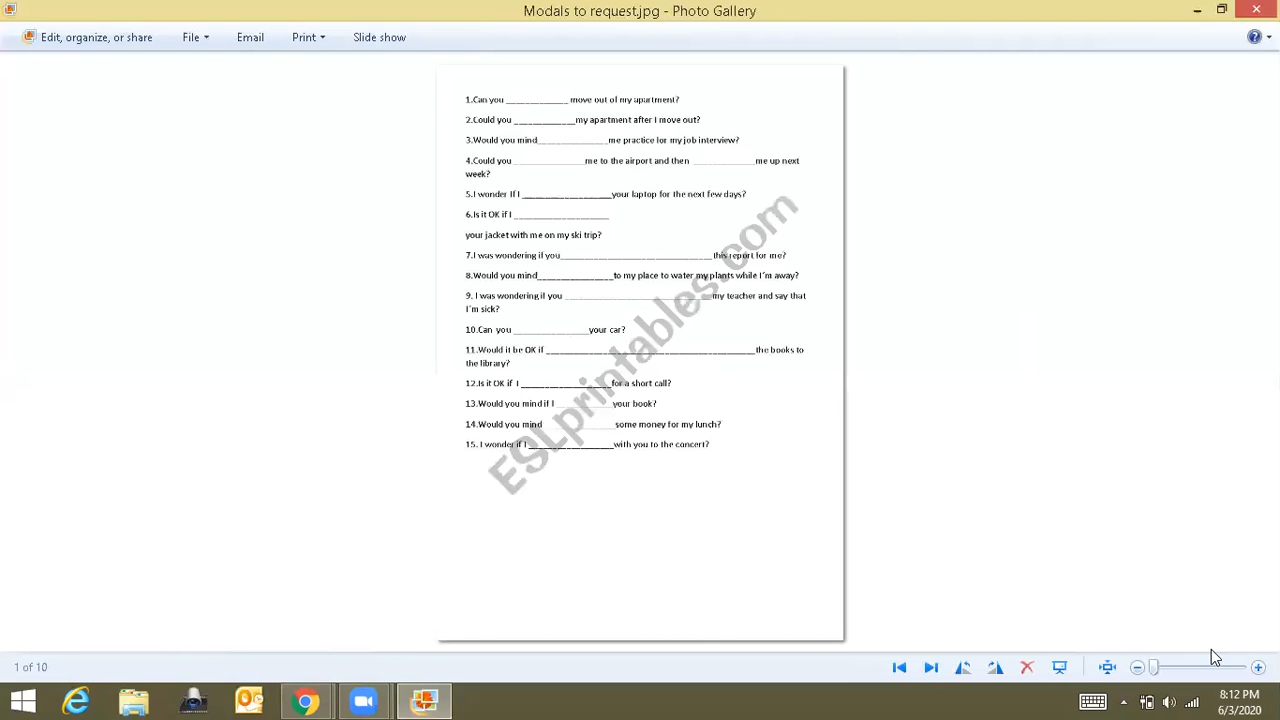 Modals to request.jpg - Photo Gallery
Edit, organize, or share File Email Print Slide show
1.Can you _____________ move out of my apartment?
2.Could you _____________my apartment after I move out?
3.Would you mind_______________me practice for my job interview?
4.Could you _______________me to the airport and then _____________me up next
week?
5.I wonder If I ___________________your laptop for the next few days?
6.Is it OK if I ____________________
your jacket with me on my ski trip?
7.I was wondering if you________________________________this report for me?
8.Would you mind________________to my place to water my plants while I´m away?
9. I was wondering if you _______________________________my teacher and say that
I´m sick?
10.Can you ________________your car?
11.Would it be OK if ____________________________________________the books to
the library?
12.Is it OK if I ___________________for a short call?
13.Would you mind if I ____________your book?
14.Would you mind _______________some money for my lunch?
15. I wonder if I __________________with you to the concert?
ESLprintables.com
1 of 10
8:12 PM
6/3/2020